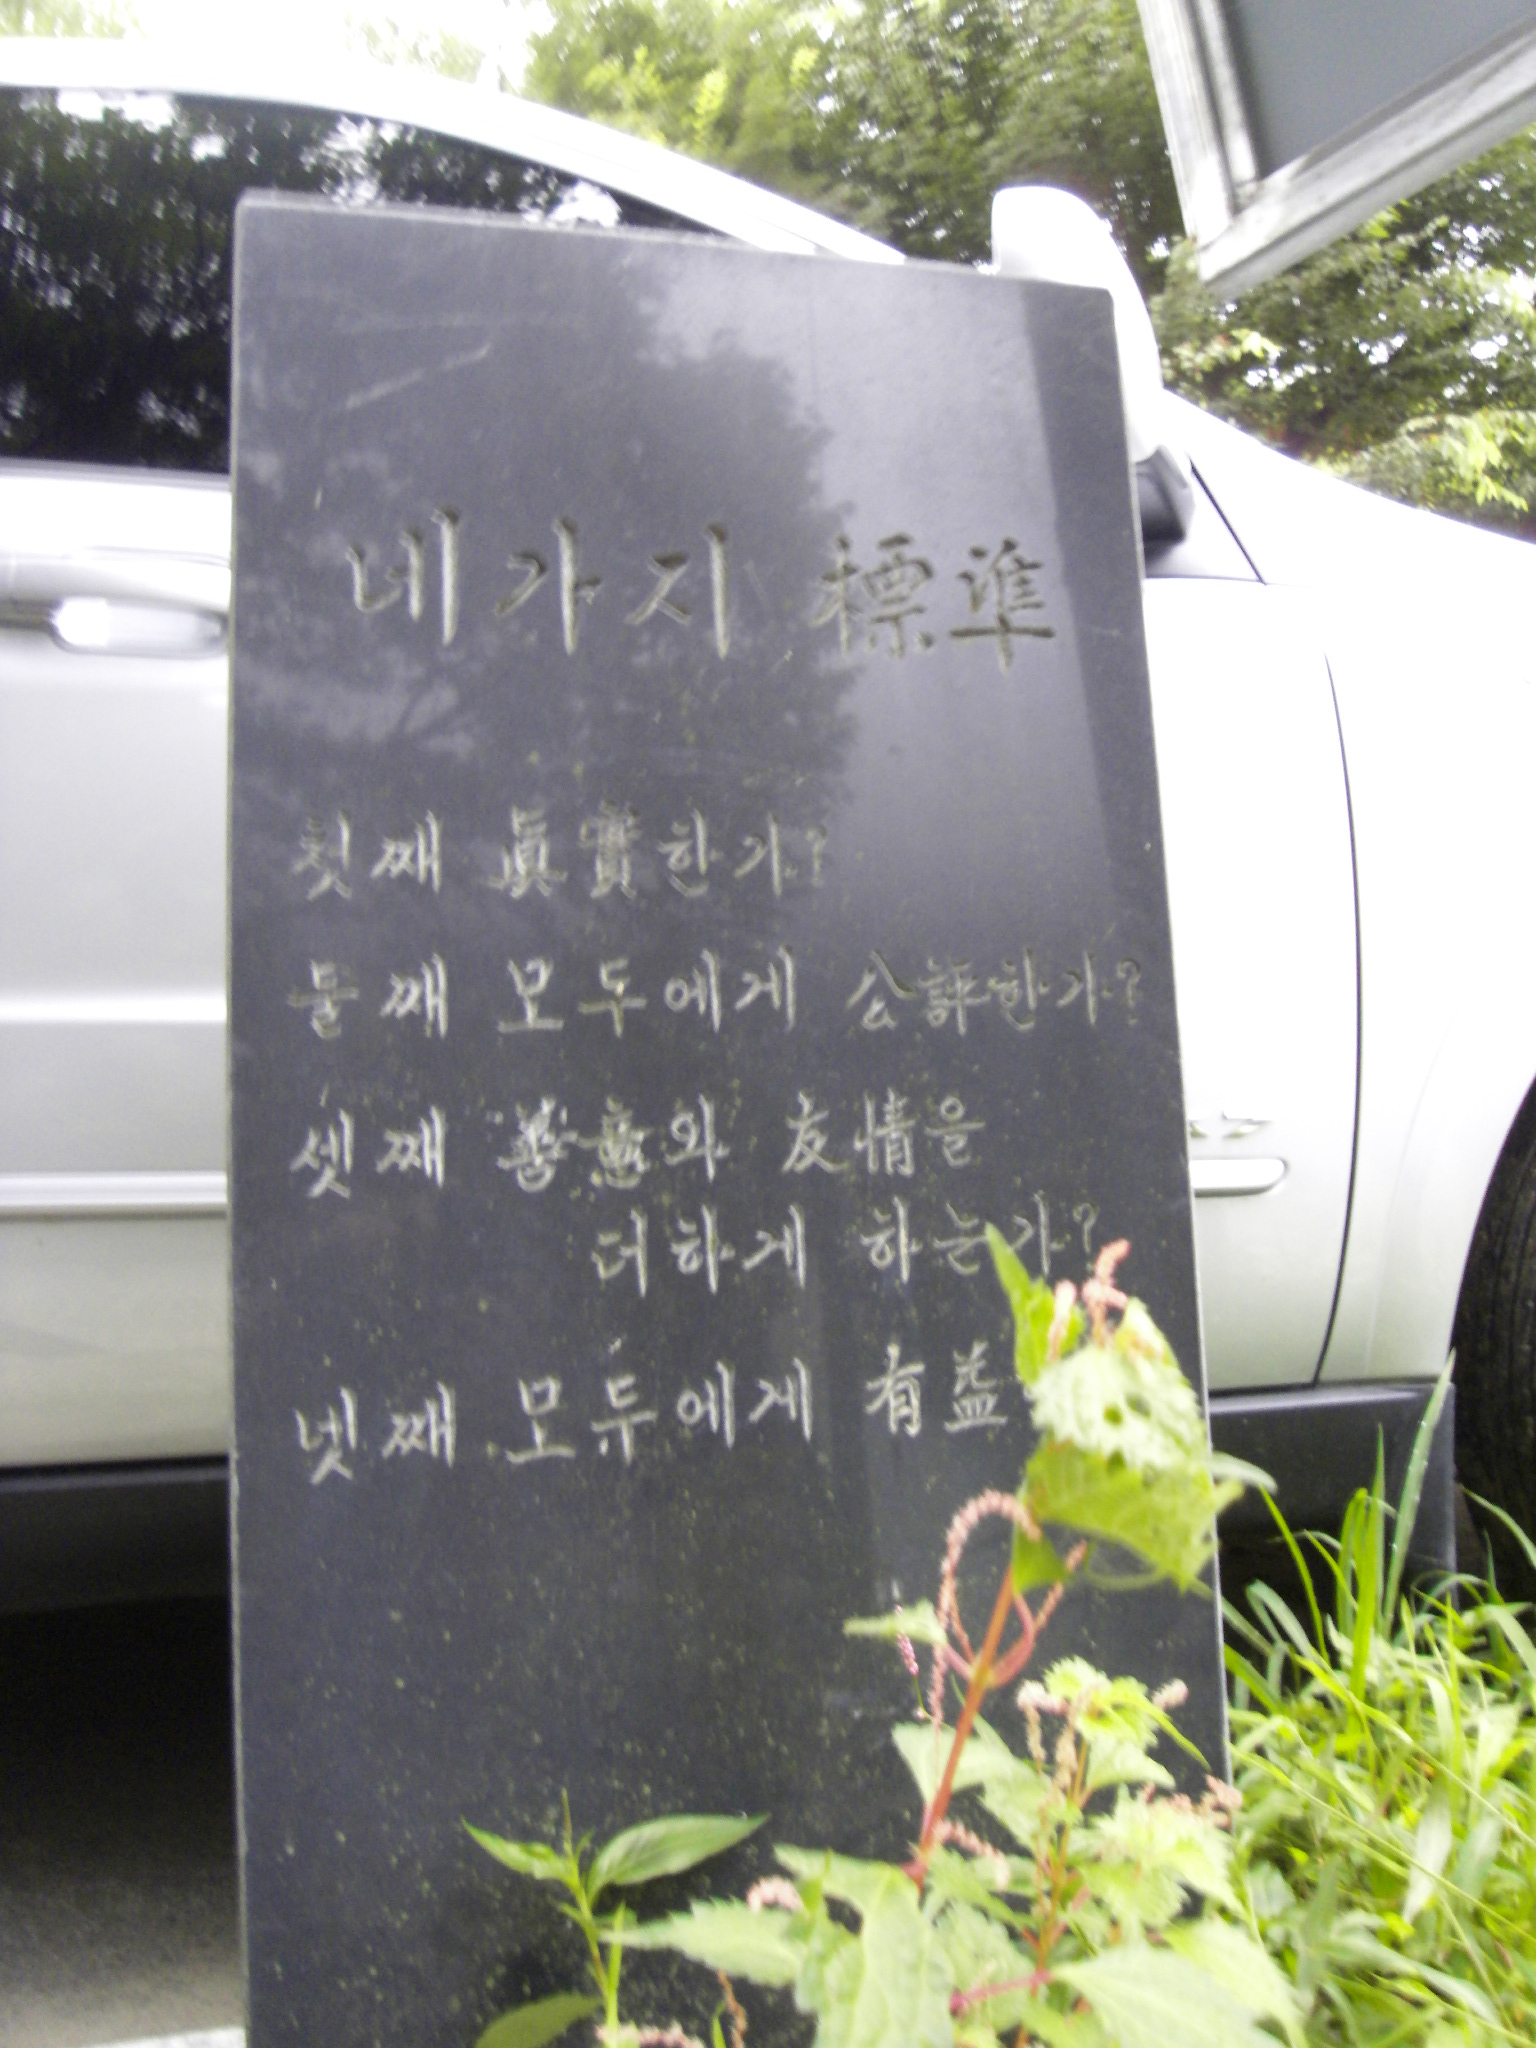 네가지 標準
첫째 眞實한가?
둘째 모두에게 公評한가?
셋째 善意와 友情을
더하게 하는가?
넷째 모두에게 有益